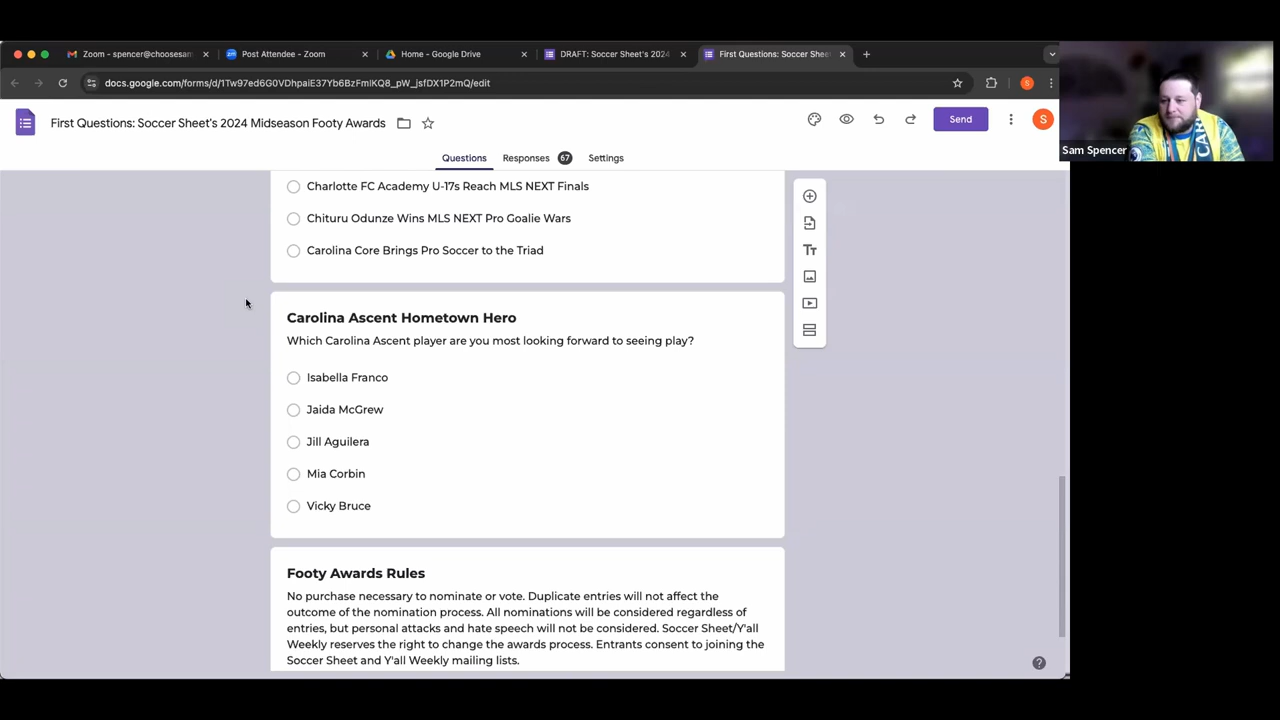 Zoom - spencer@choosesam
Post Attendee - Zoom
Home - Google Drive
DRAFT: Soccer Sheet's 2024
First Questions: Soccer Shee
docs.google.com/forms/d/1Tw97ed6G0VDhpaiE37Yb6BzFmIKQ8_pW_jsfDX1P2mQ/edit
S
First Questions: Soccer Sheet's 2024 Midseason Footy Awards
Send
S
Sam Spencer
Questions
Responses 67
Settings
Charlotte FC Academy U-17s Reach MLS NEXT Finals
Chituru Odunze Wins MLS NEXT Pro Goalie Wars
Carolina Core Brings Pro Soccer to the Triad
Tt
Carolina Ascent Hometown Hero
Which Carolina Ascent player are you most looking forward to seeing play?
Isabella Franco
Jaida McGrew
Jill Aguilera
Mia Corbin
Vicky Bruce
Footy Awards Rules
No purchase necessary to nominate or vote. Duplicate entries will not affect the
outcome of the nomination process. All nominations will be considered regardless of
entries, but personal attacks and hate speech will not be considered. Soccer Sheet/Y'all
Weekly reserves the right to change the awards process. Entrants consent to joining the
Soccer Sheet and Y'all Weekly mailing lists.